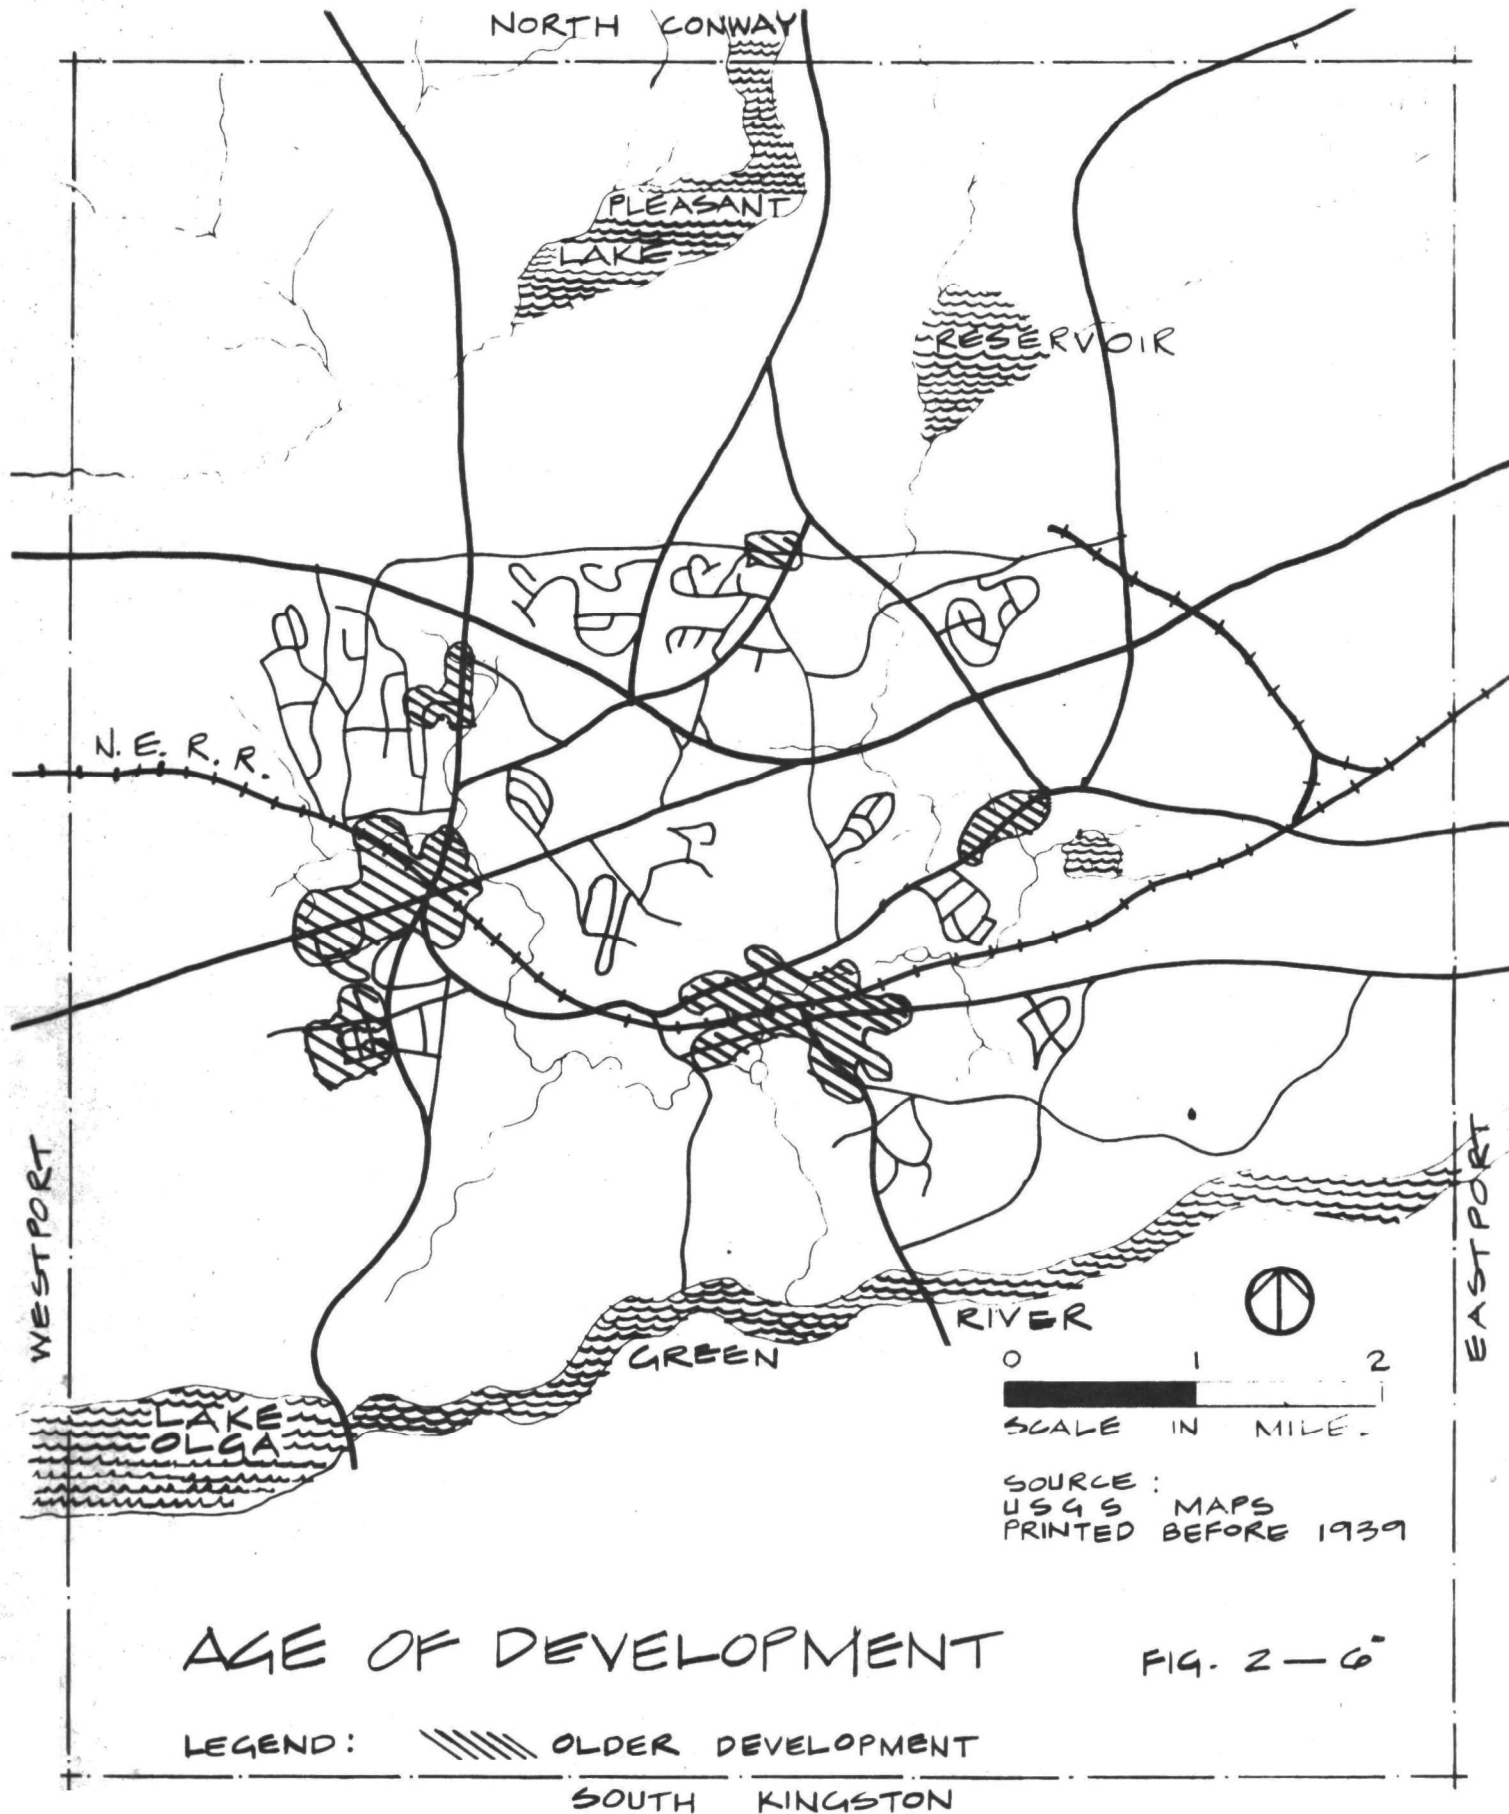 NORTH CONWAY
PLEASANT
LAKE
RESERVOIR
N. E. R. R.
WESTPORT
EASTPORT
RIVER
GREEN
LAKE
OLGA
0 1 2
SCALE IN MILE.
SOURCE:
USGS MAPS
PRINTED BEFORE 1939
AGE OF DEVELOPMENT
FIG. 2-6
LEGEND: OLDER DEVELOPMENT
SOUTH KINGSTON